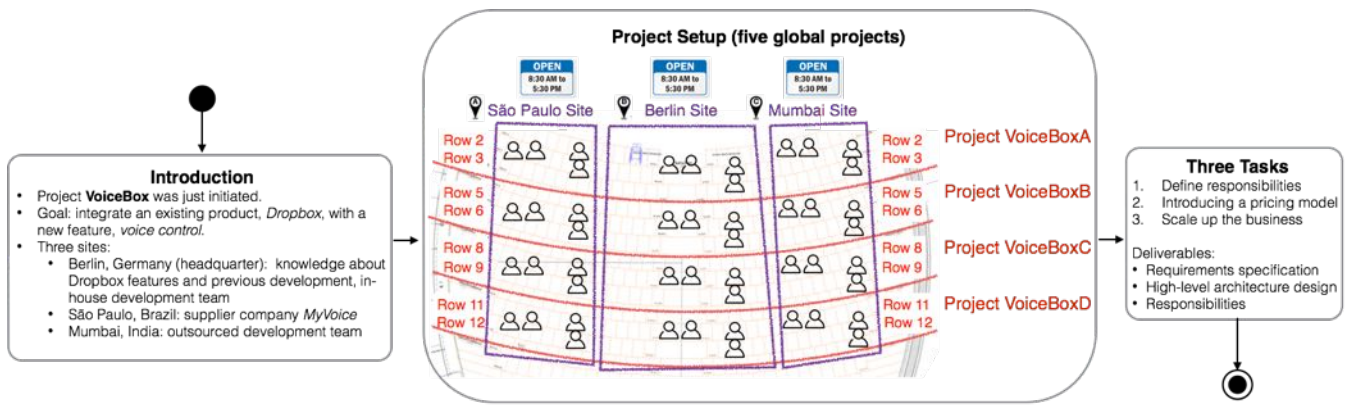 Introduction
• Project VoiceBox was just initiated.
• Goal: integrate an existing product, Dropbox, with a
new feature, voice control.
• Three sites:
• Berlin, Germany (headquarter): knowledge about
Dropbox features and previous development, in-
house development team
• São Paulo, Brazil: supplier company MyVoice
• Mumbai, India: outsourced development team
Project Setup (five global projects)
OPEN
8:30 AM to
5:30 PM
OPEN
8:30 AM to
5:30 PM
OPEN
8:30 AM to
5:30 PM
A São Paulo Site
B Berlin Site
C Mumbai Site
Row 2
Row 3
Row 5
Row 6
Row 8
Row 9
Row 11
Row 12
Row 2
Row 3
Row 5
Row 6
Row 8
Row 9
Row 11
Row 12
Project VoiceBoxA
Project VoiceBoxB
Project VoiceBoxC
Project VoiceBoxD
Three Tasks
1. Define responsibilities
2. Introducing a pricing model
3. Scale up the business
Deliverables:
• Requirements specification
• High-level architecture design
• Responsibilities